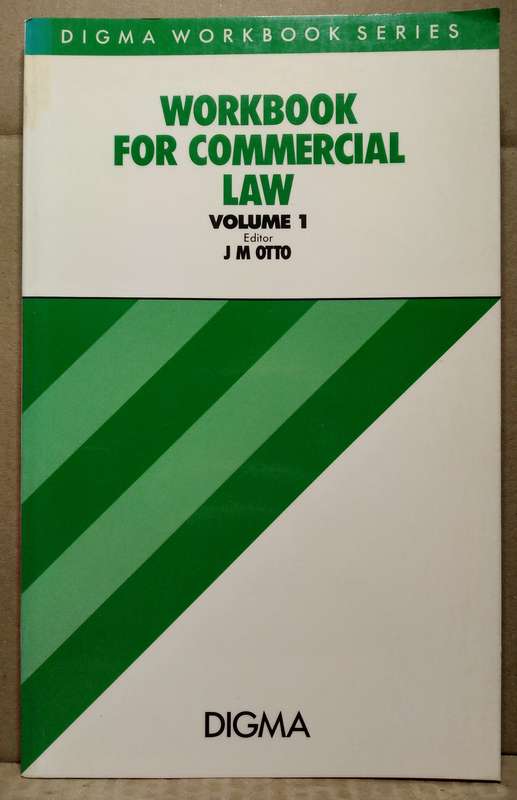 DIGMA WORKBOOK SERIES
WORKBOOK
FOR COMMERCIAL
LAW
VOLUME 1
Editor
J M OTTO
DIGMA